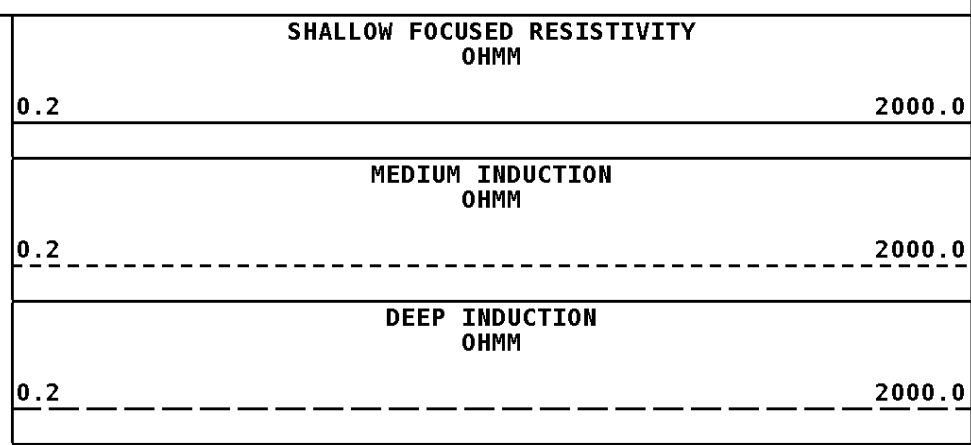 SHALLOW FOCUSED RESISTIVITY
OHMM
0.2 2000.0
MEDIUM INDUCTION
OHMM
0.2 2000.0
DEEP INDUCTION
OHMM
0.2 2000.0